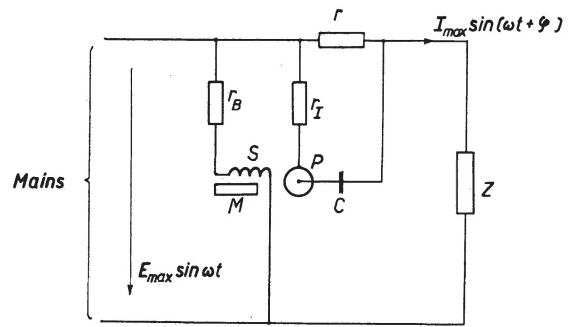 r
I_max sin(ωt + φ)
r_B
r_I
S
P
Mains
M
C
Z
E_max sin ωt